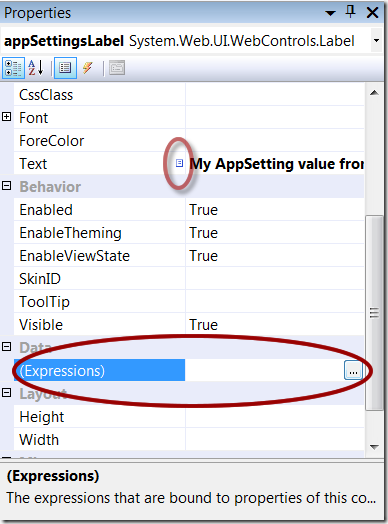 Properties
appSettingsLabel System.Web.UI.WebControls.Label
CssClass
Font
ForeColor
Text My AppSetting value fron
Behavior
Enabled True
EnableTheming True
EnableViewState True
SkinID
ToolTip
Visible True
Data
(Expressions) ...
Layout
Height
Width
(Expressions)
The expressions that are bound to properties of this co...